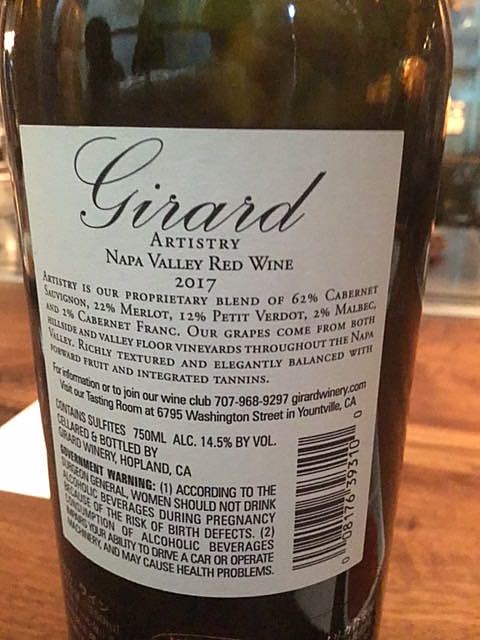 Girard
ARTISTRY
NAPA VALLEY RED WINE
2017
ARTISTRY IS OUR PROPRIETARY BLEND OF 62% CABERNET
SAUVIGNON, 22% MERLOT, 12% PETIT VERDOT, 2% MALBEC,
AND 2% CABERNET FRANC. OUR GRAPES COME FROM BOTH
HILLSIDE AND VALLEY FLOOR VINEYARDS THROUGHOUT THE NAPA
VALLEY. RICHLY TEXTURED AND ELEGANTLY BALANCED WITH
FORWARD FRUIT AND INTEGRATED TANNINS.
For information or to join our wine club 707-968-9297 girardwinery.com
Visit our Tasting Room at 6795 Washington Street in Yountville, CA
CONTAINS SULFITES 750ML ALC. 14.5% BY VOL.
CELLARED & BOTTLED BY
GIRARD WINERY, HOPLAND, CA
GOVERNMENT WARNING: (1) ACCORDING TO THE
SURGEON GENERAL, WOMEN SHOULD NOT DRINK
ALCOHOLIC BEVERAGES DURING PREGNANCY
BECAUSE OF THE RISK OF BIRTH DEFECTS. (2)
CONSUMPTION OF ALCOHOLIC BEVERAGES
IMPAIRS YOUR ABILITY TO DRIVE A CAR OR OPERATE
MACHINERY, AND MAY CAUSE HEALTH PROBLEMS.
0 08176 39310 0